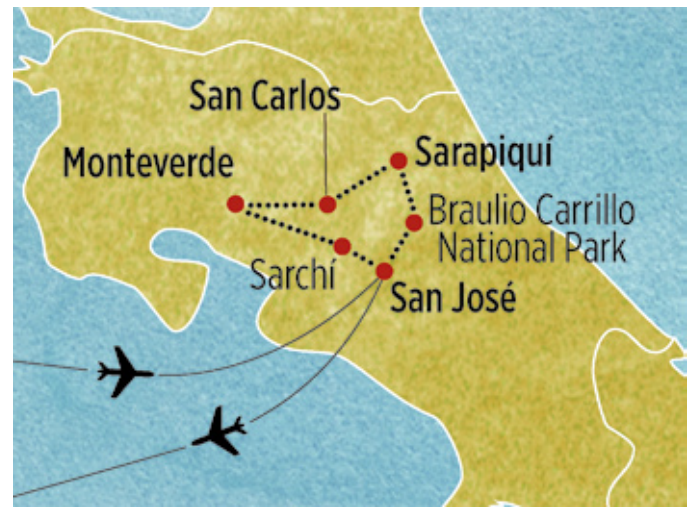 San Carlos
Monteverde
Sarapiquí
Braulio Carrillo
National Park
Sarchí
San José